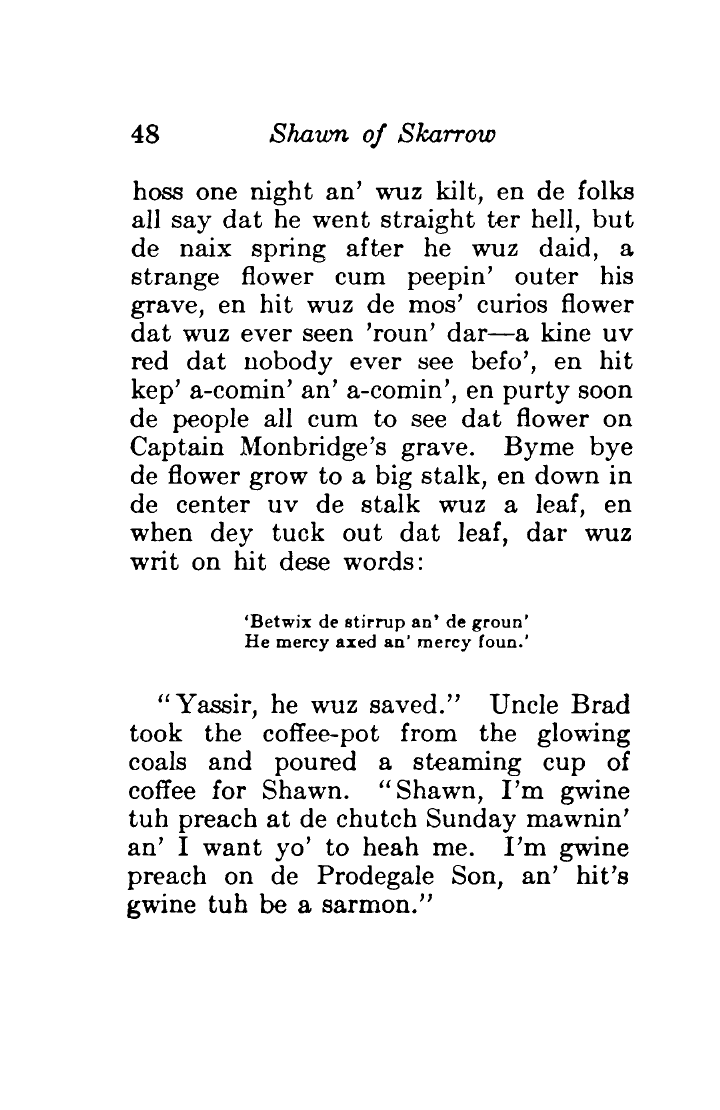 48 Shawn of Skarrow
hoss one night an' wuz kilt, en de folks
all say dat he went straight ter hell, but
de naix spring after he wuz daid, a
strange flower cum peepin' outer his
grave, en hit wuz de mos' curios flower
dat wuz ever seen 'roun' dar—a kine uv
red dat nobody ever see befo', en hit
kep' a-comin' an' a-comin', en purty soon
de people all cum to see dat flower on
Captain Monbridge's grave. Byme bye
de flower grow to a big stalk, en down in
de center uv de stalk wuz a leaf, en
when dey tuck out dat leaf, dar wuz
writ on hit dese words:
'Betwix de stirrup an' de groun'
He mercy axed an' mercy foun.'
"Yassir, he wuz saved." Uncle Brad
took the coffee-pot from the glowing
coals and poured a steaming cup of
coffee for Shawn. "Shawn, I'm gwine
tuh preach at de chutch Sunday mawnin'
an' I want yo' to heah me. I'm gwine
preach on de Prodegale Son, an' hit's
gwine tuh be a sarmon."